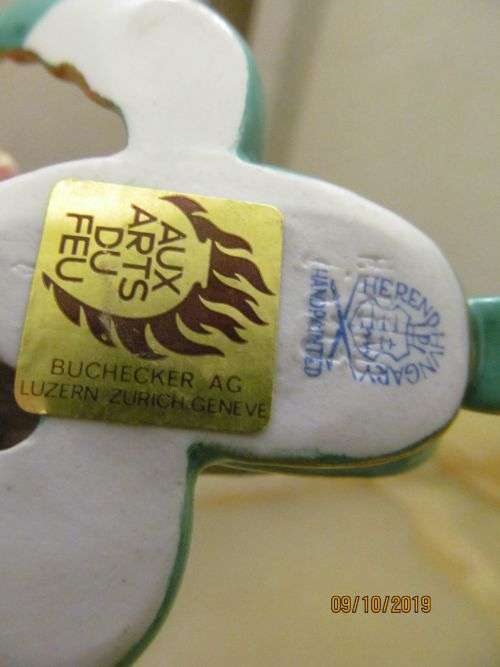 AUX
ARTS
DU
FEU
BUCHECKER AG
LUZERN ZURICH GENEVE
HEREND HUNGARY
HANDPAINTED
09/10/2019